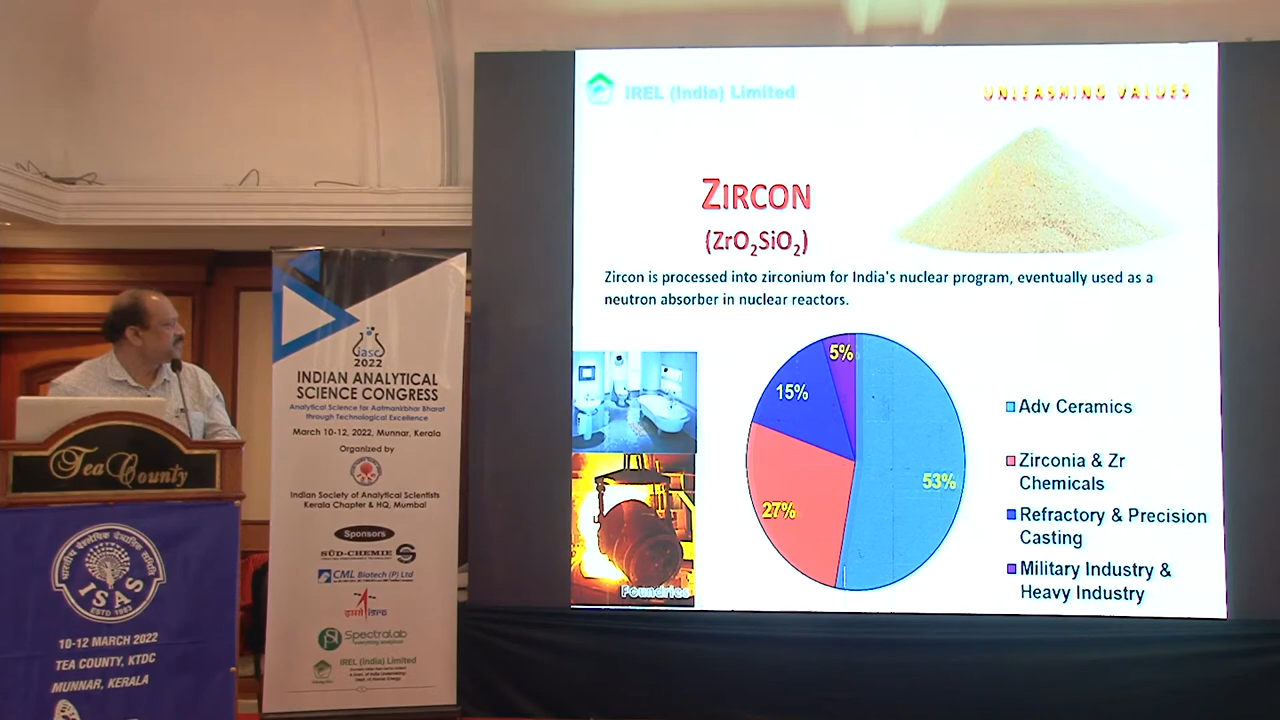 IREL (India) Limited
UNLEASHING VALUES
ZIRCON
(ZrO2SiO2)
Zircon is processed into zirconium for India's nuclear program, eventually used as a
neutron absorber in nuclear reactors.
5%
15%
53%
27%
Adv Ceramics
Zirconia & Zr
Chemicals
Refractory & Precision
Casting
Military Industry &
Heavy Industry
Foundries
iasc
2022
INDIAN ANALYTICAL
SCIENCE CONGRESS
Analytical Science for Aatmanirbhar Bharat
through Technological Excellence
March 10-12, 2022, Munnar, Kerala
Organized by
Indian Society of Analytical Scientists
Kerala Chapter & HQ, Mumbai
Sponsors
SÜD-CHEMIE
CML Biotech (P) Ltd
इसरो isro
Spectralab
IREL (India) Limited
Tea County
ISAS
ESTD 1983
10-12 MARCH 2022
TEA COUNTY, KTDC
MUNNAR, KERALA